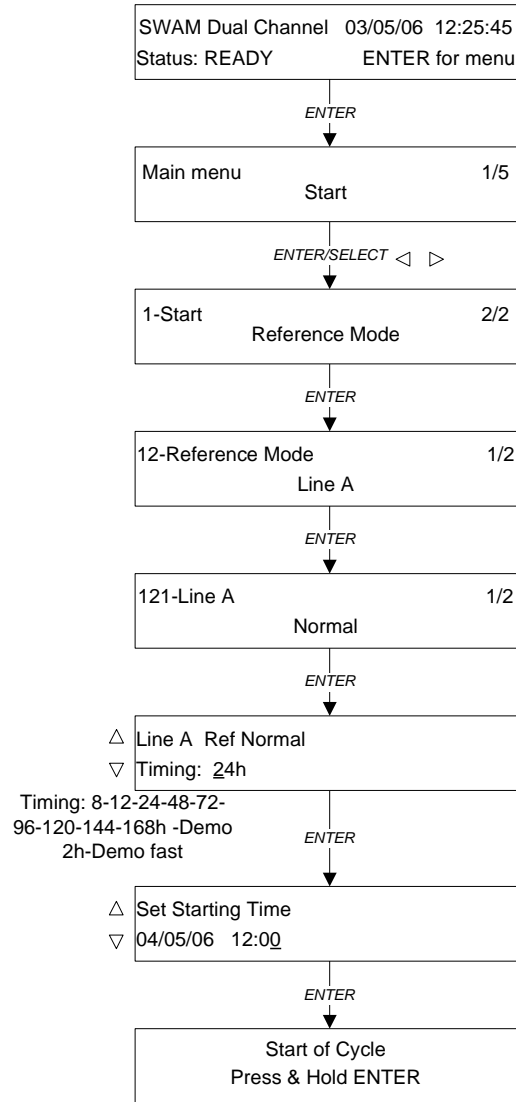 SWAM Dual Channel 03/05/06 12:25:45
Status: READY ENTER for menu
ENTER
Main menu 1/5
Start
ENTER/SELECT ◁ ▷
1-Start 2/2
Reference Mode
ENTER
12-Reference Mode 1/2
Line A
ENTER
121-Line A 1/2
Normal
ENTER
△ Line A Ref Normal
▽ Timing: 24h
Timing: 8-12-24-48-72-
96-120-144-168h -Demo
2h-Demo fast
ENTER
△ Set Starting Time
▽ 04/05/06 12:00
ENTER
Start of Cycle
Press & Hold ENTER